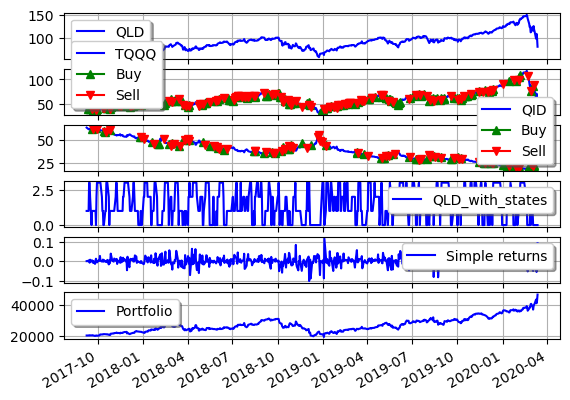 150
100
QLD
TQQQ
Buy
Sell
100
50
QID
Buy
Sell
50
25
2.5
0.0
QLD_with_states
0.1
0.0
−0.1
Simple returns
40000
20000
Portfolio
2017-10
2018-01
2018-04
2018-07
2018-10
2019-01
2019-04
2019-07
2019-10
2020-01
2020-04